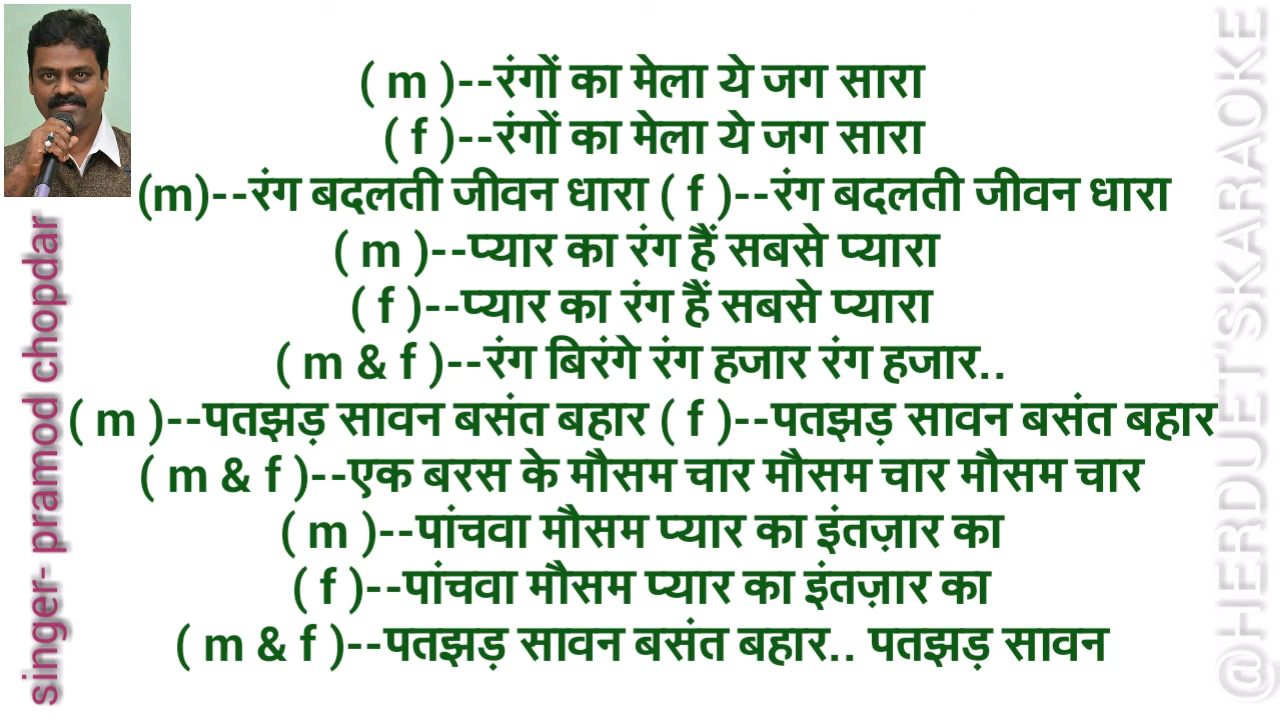 ( m )--रंगों का मेला ये जग सारा
( f )--रंगों का मेला ये जग सारा
(m)--रंग बदलती जीवन धारा ( f )--रंग बदलती जीवन धारा
( m )--प्यार का रंग हैं सबसे प्यारा
( f )--प्यार का रंग हैं सबसे प्यारा
( m & f )--रंग बिरंगे रंग हजार रंग हजार..
( m )--पतझड़ सावन बसंत बहार ( f )--पतझड़ सावन बसंत बहार
( m & f )--एक बरस के मौसम चार मौसम चार मौसम चार
( m )--पांचवा मौसम प्यार का इंतज़ार का
( f )--पांचवा मौसम प्यार का इंतज़ार का
( m & f )--पतझड़ सावन बसंत बहार.. पतझड़ सावन
singer- pramod chopdar
@HERDUET'SKARAOKE